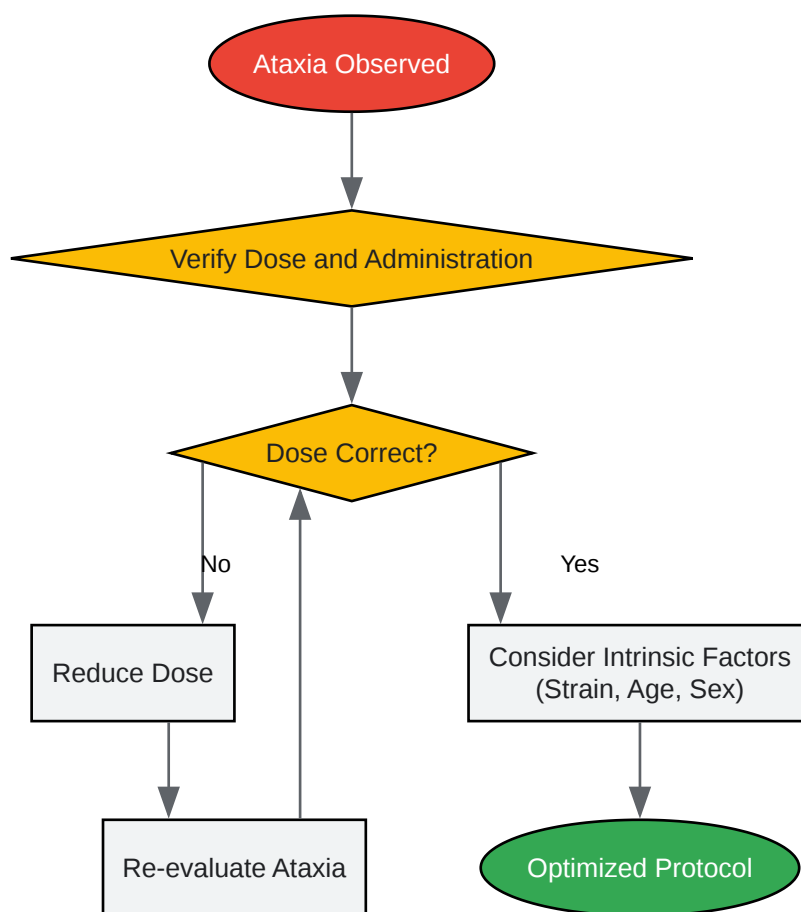 Ataxia Observed
Verify Dose and Administration
Dose Correct?
No
Yes
Reduce Dose
Consider Intrinsic Factors
(Strain, Age, Sex)
Re-evaluate Ataxia
Optimized Protocol